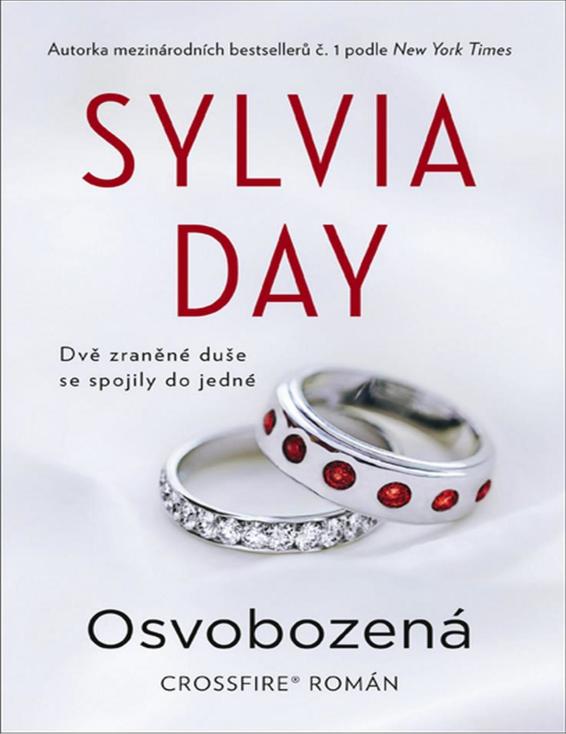 Autorka mezinárodních bestsellerů č. 1 podle New York Times
SYLVIA
DAY
Dvě zraněné duše
se spojily do jedné
Osvobozená
CROSSFIRE® ROMÁN